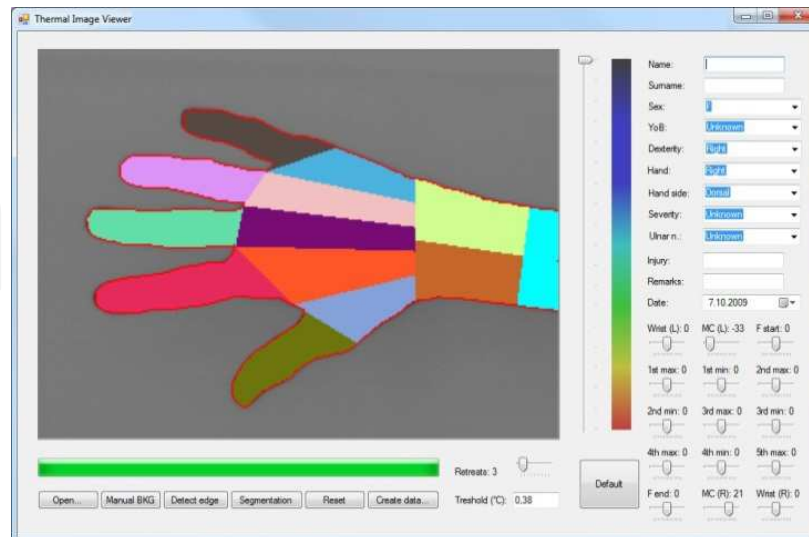 Thermal Image Viewer
Name:
Surname:
Sex:
YoB: Unknown
Dexterity: Right
Hand: Right
Hand side: Dorsal
Severity: Unknown
Ulnar n.: Unknown
Injury:
Remarks:
Date: 7.10.2009
Wrist (L): 0 MC (L): -33 F start: 0
1st max: 0 1st min: 0 2nd max: 0
2nd min: 0 3rd max: 0 3rd min: 0
4th max: 0 4th min: 0 5th max: 0
F end: 0 MC (R): 21 Wrist (R): 0
Default
Retreats: 3
Open... Manual BKG Detect edge Segmentation Reset Create data... Treshold (°C): 0.38